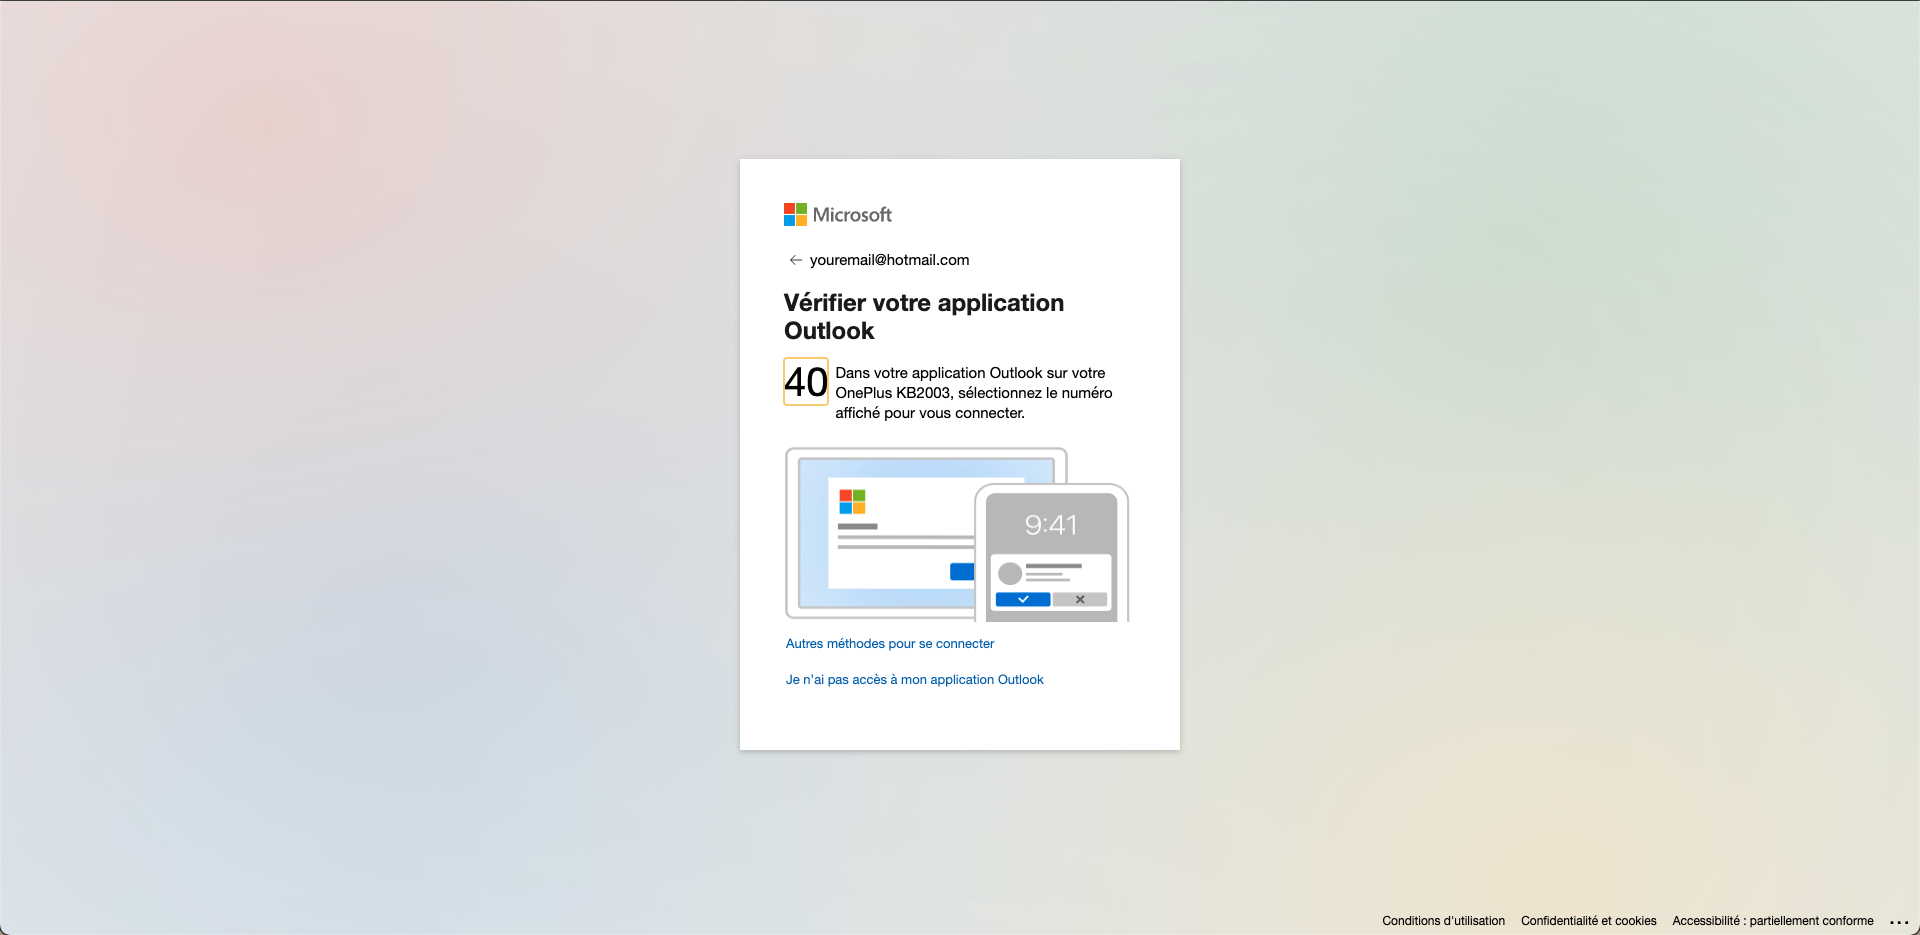 Microsoft
youremail@hotmail.com
Vérifier votre application
Outlook
40
Dans votre application Outlook sur votre
OnePlus KB2003, sélectionnez le numéro
affiché pour vous connecter.
9:41
Autres méthodes pour se connecter
Je n'ai pas accès à mon application Outlook
Conditions d'utilisation Confidentialité et cookies Accessibilité : partiellement conforme ...